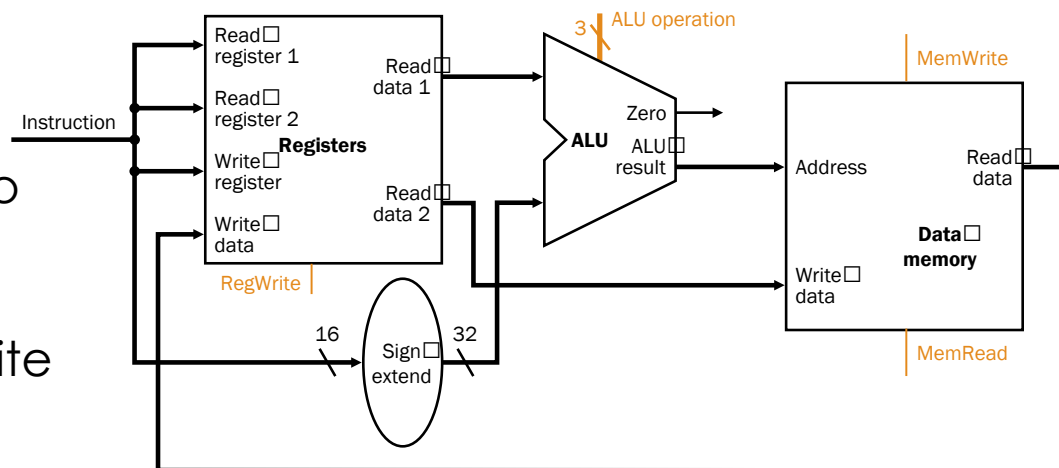 Instruction
Read
register 1
Read
register 2
Write
register
Write
data
Registers
Read
data 1
Read
data 2
RegWrite
16
Sign
extend
32
3
ALU operation
Zero
ALU
ALU
result
MemWrite
Address
Read
data
Data
memory
Write
data
MemRead
o
ite